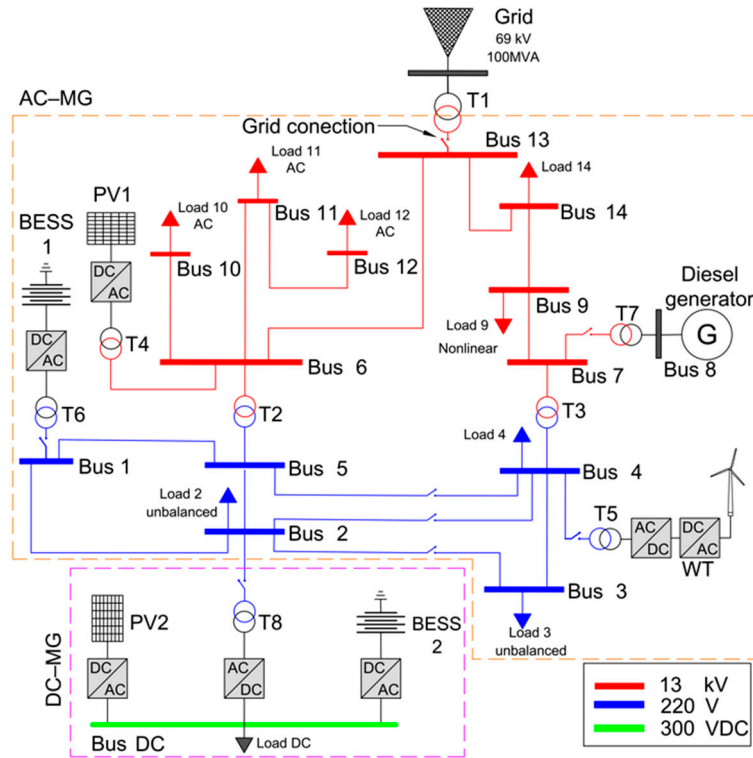 Grid
69 kV
100MVA
AC–MG
T1
Grid conection
Bus 13
Load 11
AC
Load 14
PV1
Load 10
AC
Bus 11
Load 12
AC
Bus 14
BESS
1
DC
AC
Bus 10
Bus 12
Bus 9
Diesel
generator
T7
G
DC
AC
T4
Load 9
Nonlinear
Bus 6
Bus 7
Bus 8
T6
T2
T3
Load 4
Bus 1
Bus 5
Bus 4
Load 2
unbalanced
T5
AC
DC
DC
AC
Bus 2
WT
Bus 3
DC–MG
PV2
T8
BESS
2
Load 3
unbalanced
DC
AC
AC
DC
DC
AC
13 kV
220 V
300 VDC
Bus DC
Load DC